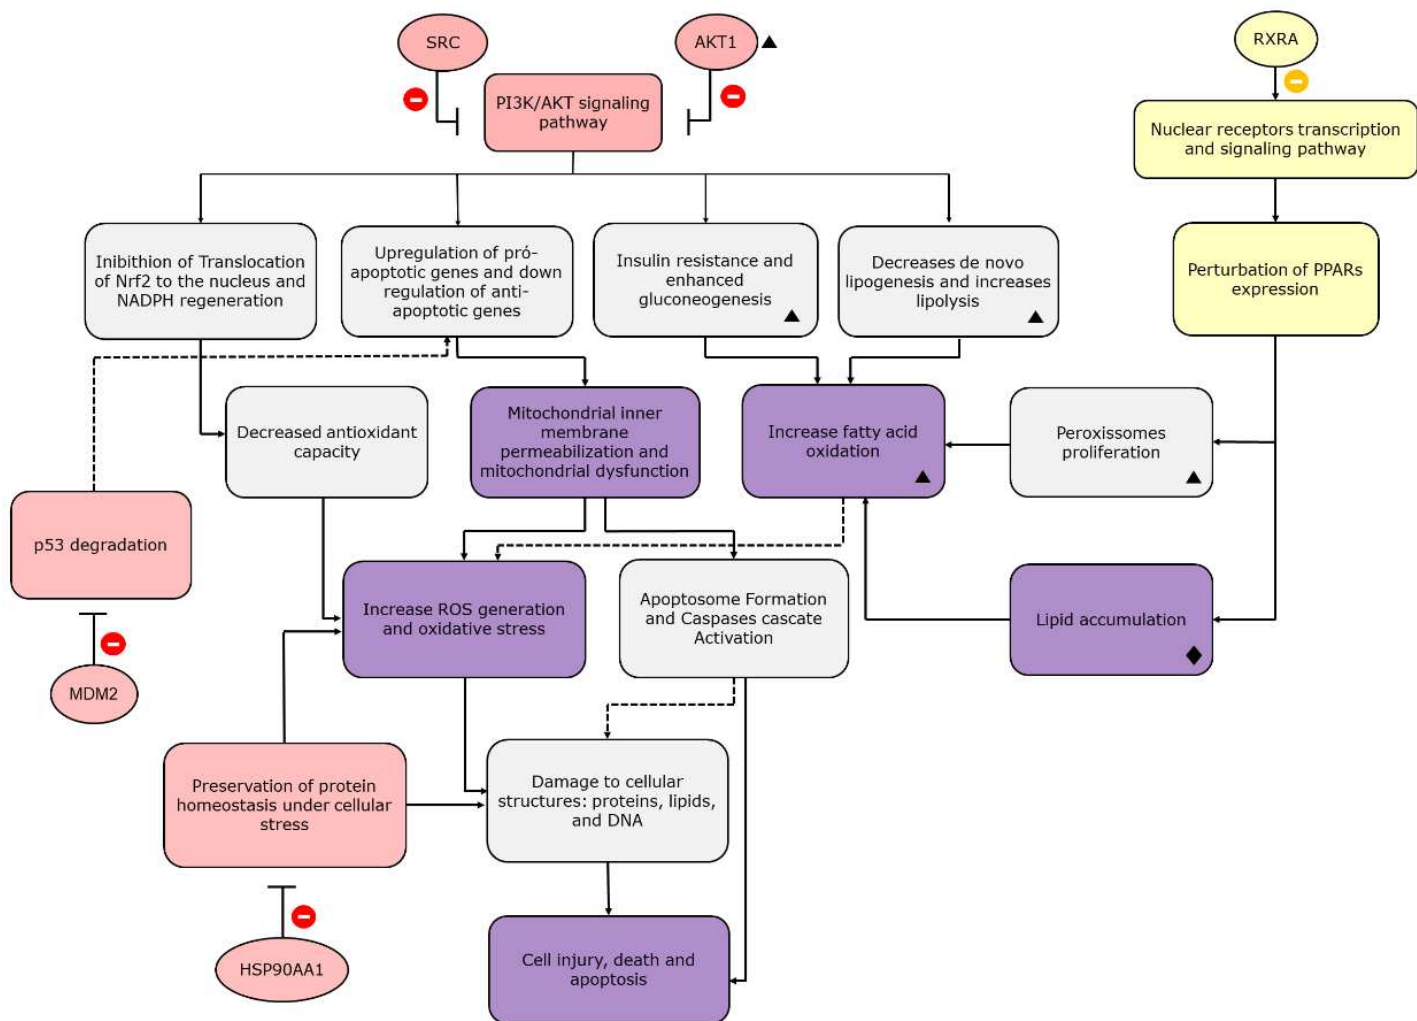 SRC
AKT1
RXRA
PI3K/AKT signaling
pathway
Nuclear receptors transcription
and signaling pathway
Inibithion of Translocation
of Nrf2 to the nucleus and
NADPH regeneration
Upregulation of pró-
apoptotic genes and down
regulation of anti-
apoptotic genes
Insulin resistance and
enhanced
gluconeogenesis
Decreases de novo
lipogenesis and increases
lipolysis
Perturbation of PPARs
expression
Decreased antioxidant
capacity
Mitochondrial inner
membrane
permeabilization and
mitochondrial dysfunction
Increase fatty acid
oxidation
Peroxissomes
proliferation
p53 degradation
Increase ROS generation
and oxidative stress
Apoptosome Formation
and Caspases cascate
Activation
Lipid accumulation
MDM2
Preservation of protein
homeostasis under cellular
stress
Damage to cellular
structures: proteins, lipids,
and DNA
HSP90AA1
Cell injury, death and
apoptosis